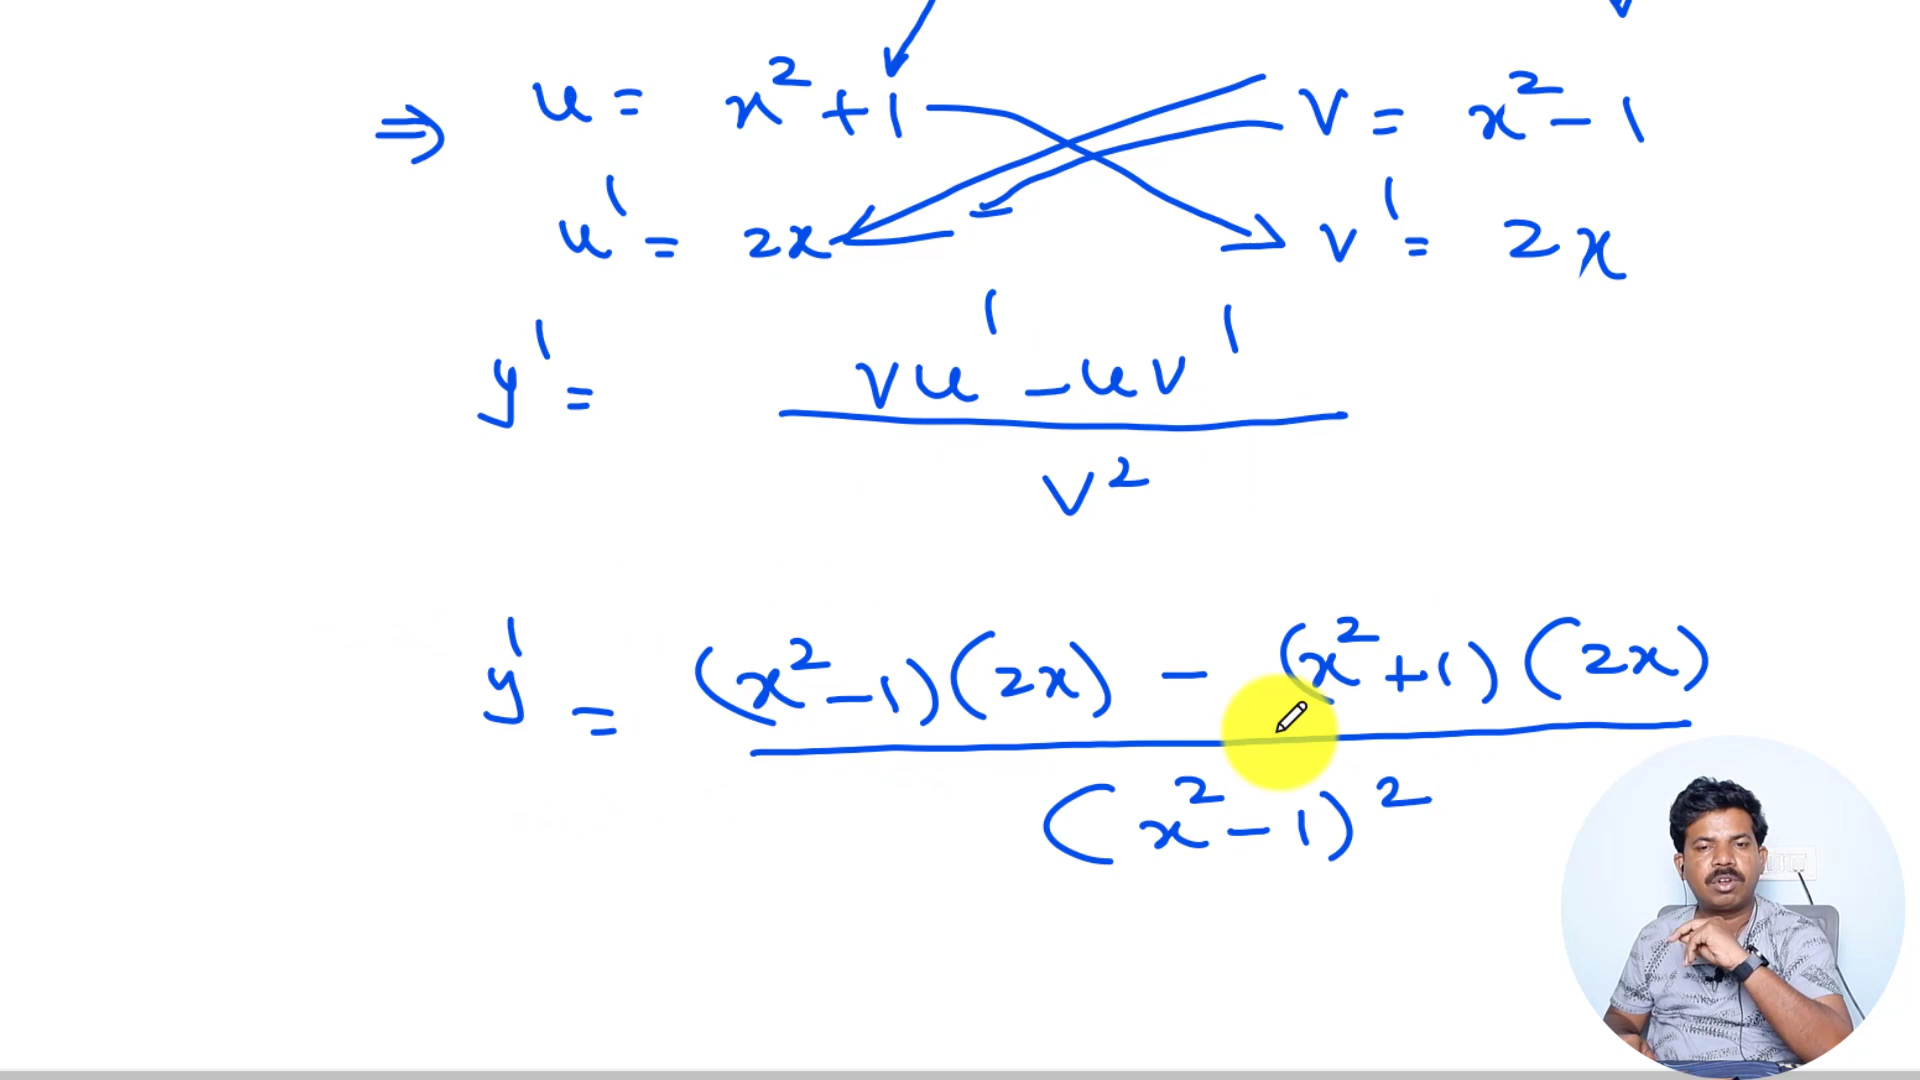 ⇒ u = x² + 1 v = x² - 1
u' = 2x v' = 2x
y' = vu' - uv'
v²
y' = (x² - 1)(2x) - (x² + 1)(2x)
(x² - 1)²